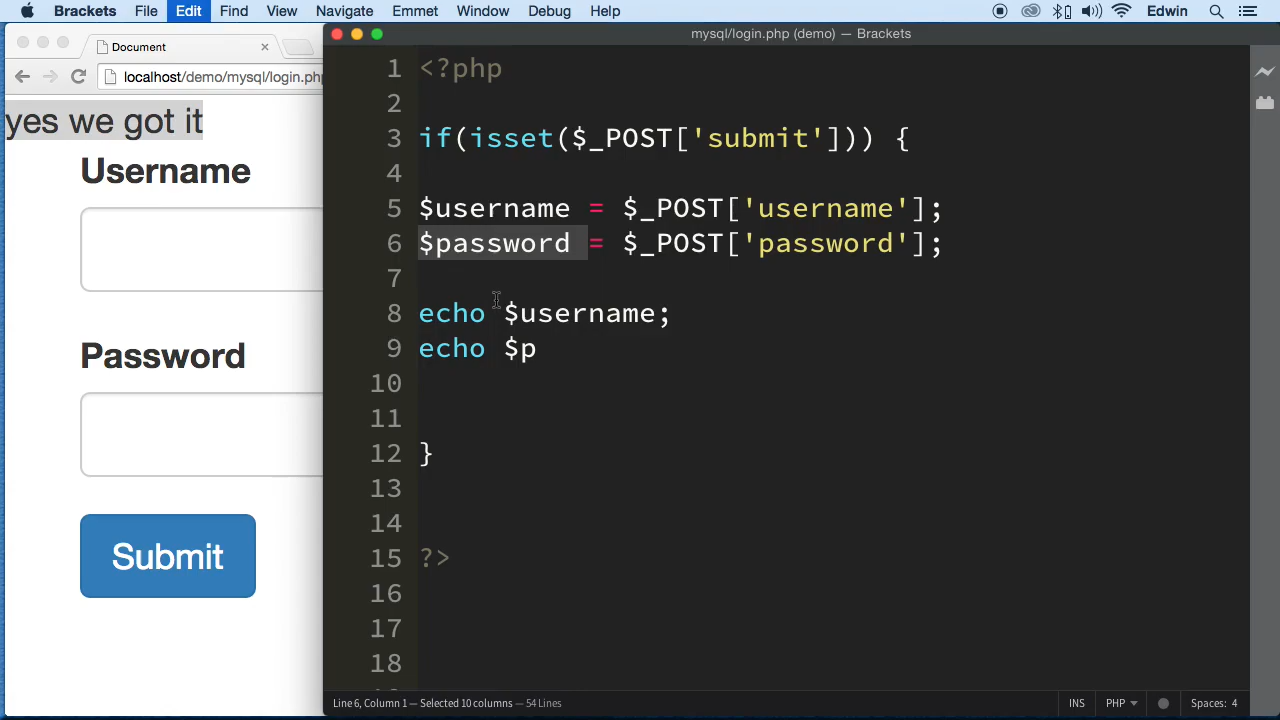 Brackets File Edit Find View Navigate Emmet Window Debug Help Edwin
Document
localhost/demo/mysql/login.php
yes we got it
Username
Password
Submit
mysql/login.php (demo) — Brackets
1 <?php
2
3 if(isset($_POST['submit'])) {
4
5 $username = $_POST['username'];
6 $password = $_POST['password'];
7
8 echo $username;
9 echo $p
10
11
12 }
13
14
15 ?>
16
17
18
Line 6, Column 1 — Selected 10 columns — 54 Lines
INS PHP Spaces: 4